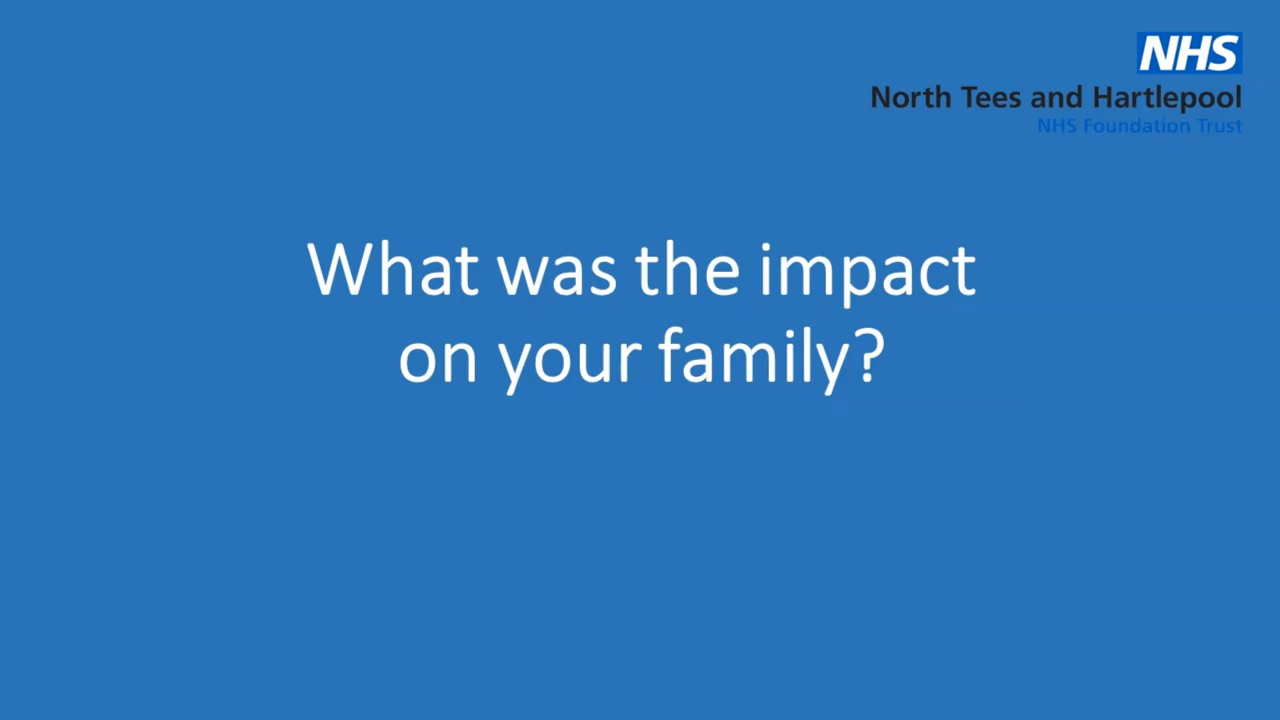 NHS
North Tees and Hartlepool
NHS Foundation Trust
What was the impact
on your family?